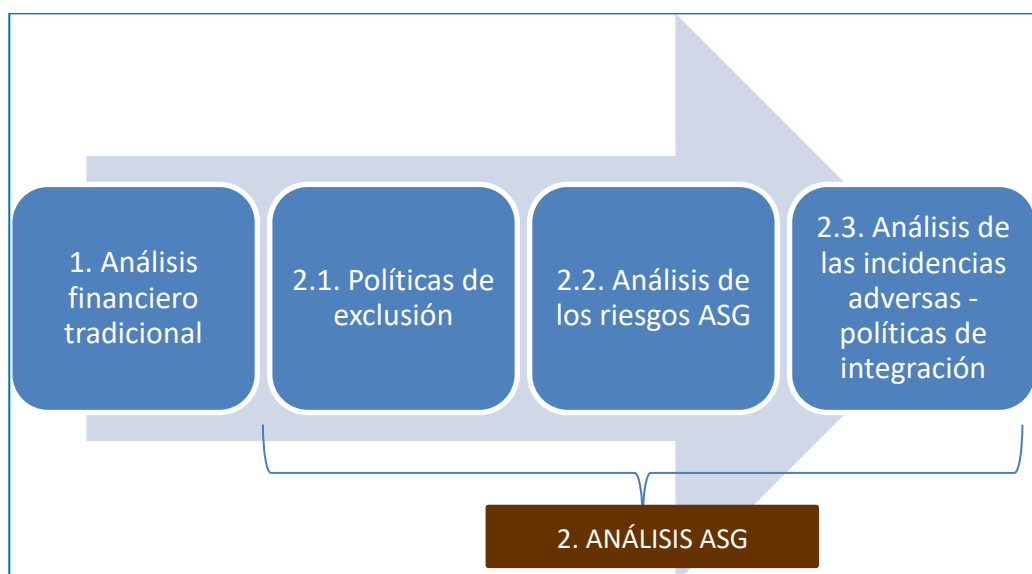 1. Análisis
financiero
tradicional
2.1. Políticas de
exclusión
2.2. Análisis de
los riesgos ASG
2.3. Análisis de
las incidencias
adversas -
políticas de
integración
2. ANÁLISIS ASG